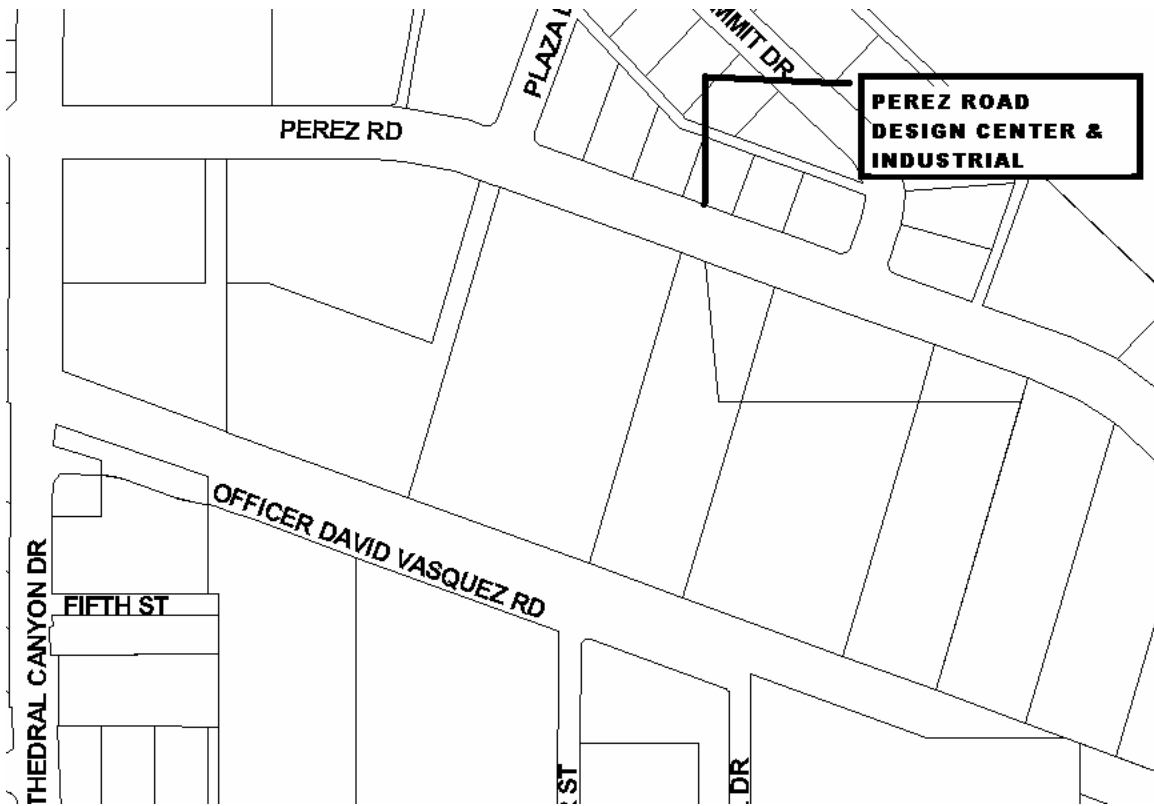 PLAZA
MMIT DR
PEREZ ROAD
DESIGN CENTER &
INDUSTRIAL
PEREZ RD
OFFICER DAVID VASQUEZ RD
FIFTH ST
THEDRAL CANYON DR
ST
DR